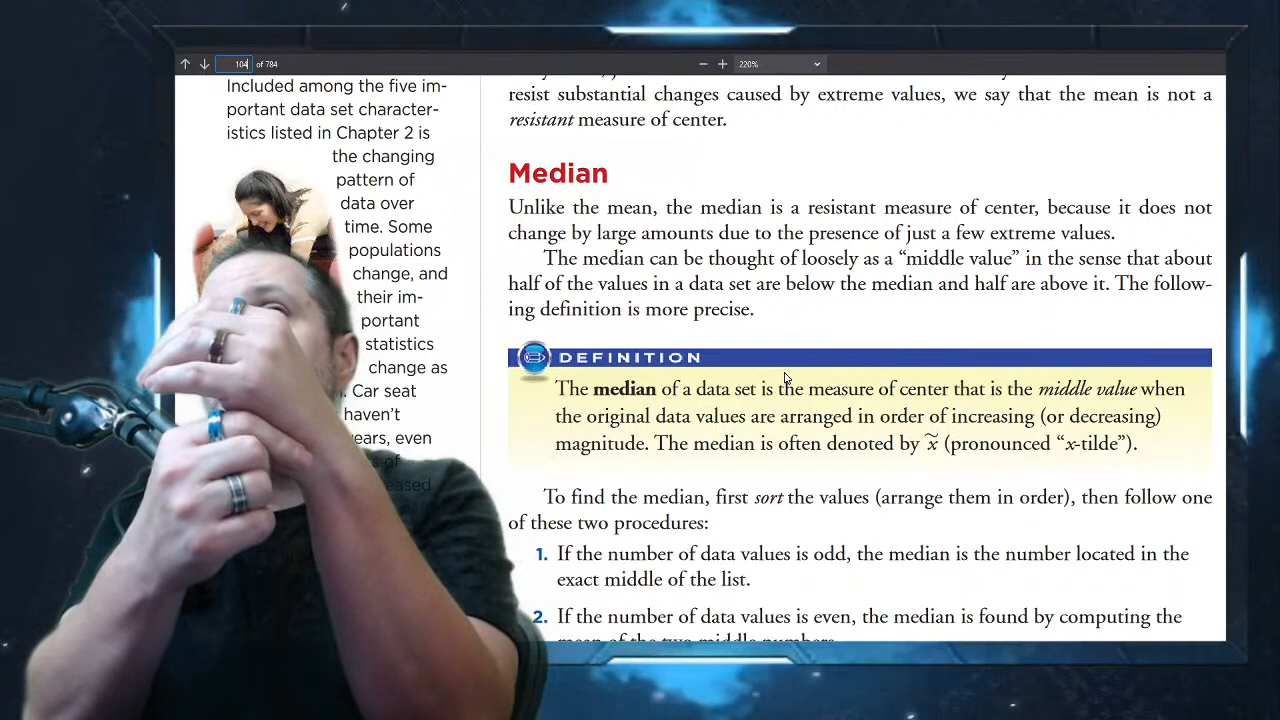 104 of 784
220%
Included among the five im-
portant data set character-
istics listed in Chapter 2 is
the changing
pattern of
data over
time. Some
populations
change, and
their im-
portant
statistics
change as
Car seat
haven't
even
of
resist substantial changes caused by extreme values, we say that the mean is not a
resistant measure of center.
Median
Unlike the mean, the median is a resistant measure of center, because it does not
change by large amounts due to the presence of just a few extreme values.
The median can be thought of loosely as a “middle value” in the sense that about
half of the values in a data set are below the median and half are above it. The follow-
ing definition is more precise.
DEFINITION
The median of a data set is the measure of center that is the middle value when
the original data values are arranged in order of increasing (or decreasing)
magnitude. The median is often denoted by x̃ (pronounced “x-tilde”).
To find the median, first sort the values (arrange them in order), then follow one
of these two procedures:
1. If the number of data values is odd, the median is the number located in the
exact middle of the list.
2. If the number of data values is even, the median is found by computing the
mean of the two middle numbers.